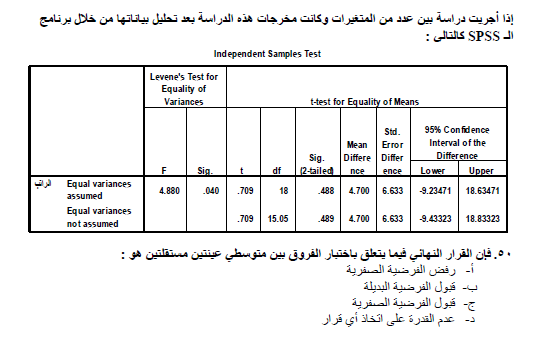 إذا أجريت دراسة بين عدد من المتغيرات وكانت مخرجات هذه الدراسة بعد تحليل بياناتها من خلال برنامج
الـ SPSS كالتالي :
Independent Samples Test
Levene's Test for Equality of Variances t-test for Equality of Means
F Sig. t df Sig. (2-tailed) Mean Differe nce Std. Error Differ ence 95% Confidence Interval of the Difference Lower Upper
الراتب Equal variances assumed 4.880 .040 .709 18 .488 4.700 6.633 -9.23471 18.63471
Equal variances not assumed .709 15.05 .489 4.700 6.633 -9.43323 18.83323
٥٠. فإن القرار النهائي فيما يتعلق باختبار الفروق بين متوسطي عينتين مستقلتين هو :
أ- رفض الفرضية الصفرية
ب- قبول الفرضية البديلة
ج- قبول الفرضية الصفرية
د- عدم القدرة على اتخاذ أي قرار